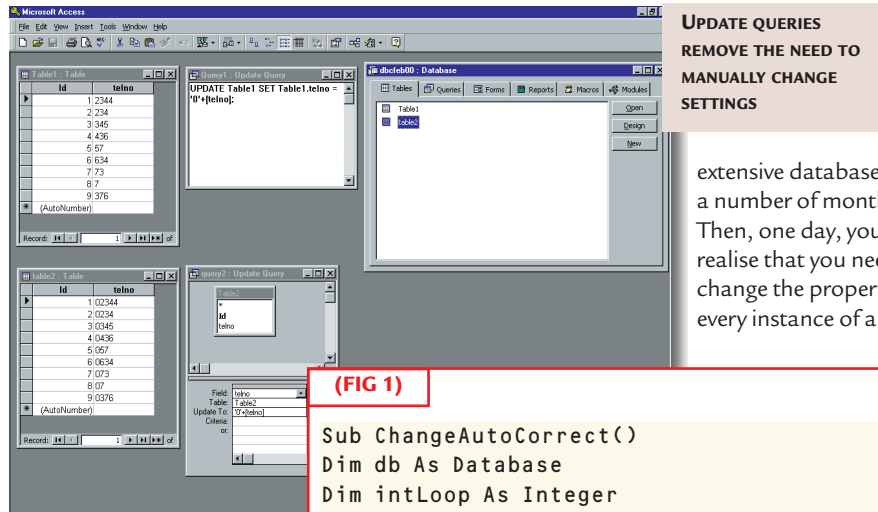 Microsoft Access
File Edit View Insert Tools Window Help
Table1 : Table
Id telno
1 2344
2 234
3 345
4 436
5 57
6 634
7 73
8 7
9 376
(AutoNumber)
Record: 1 of
Query1 : Update Query
UPDATE Table1 SET Table1.telno =
'0'+[telno];
dbcfeb00 : Database
Tables Queries Forms Reports Macros Modules
Table1
table2
Open
Design
New
table2 : Table
Id telno
1 02344
2 0234
3 0345
4 0436
5 057
6 0634
7 073
8 07
9 0376
(AutoNumber)
Record: 1 of
query2 : Update Query
Table2
*
Id
telno
Field: telno
Table: Table2
Update To: '0'+[telno]
Criteria:
or:
UPDATE QUERIES
REMOVE THE NEED TO
MANUALLY CHANGE
SETTINGS
extensive database
a number of month
Then, one day, you
realise that you nee
change the proper
every instance of a
(FIG 1)
Sub ChangeAutoCorrect()
Dim db As Database
Dim intLoop As Integer